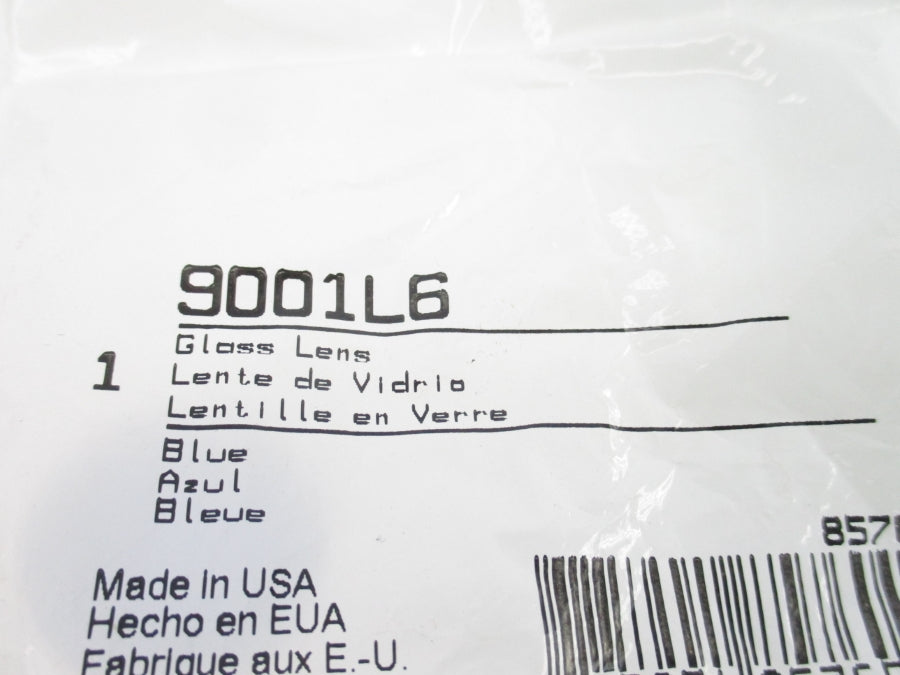 9001L6
1
Glass Lens
Lente de Vidrio
Lentille en Verre
Blue
Azul
Bleue
Made in USA
Hecho en EUA
Fabrique aux E.-U.